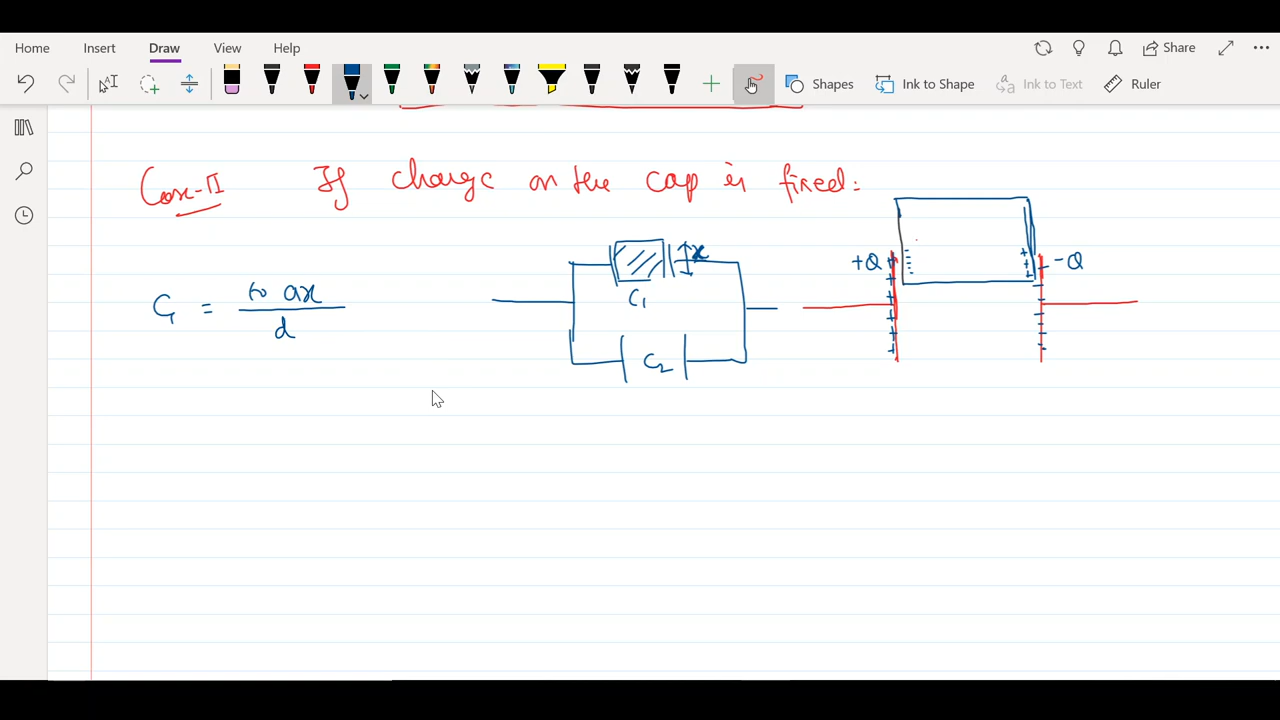 Home Insert Draw View Help Share
Shapes Ink to Shape Ink to Text Ruler
Case-II If charge on the cap is fixed:
x +Q -Q
C₁ = ε₀ ax / d
C₁
C₂